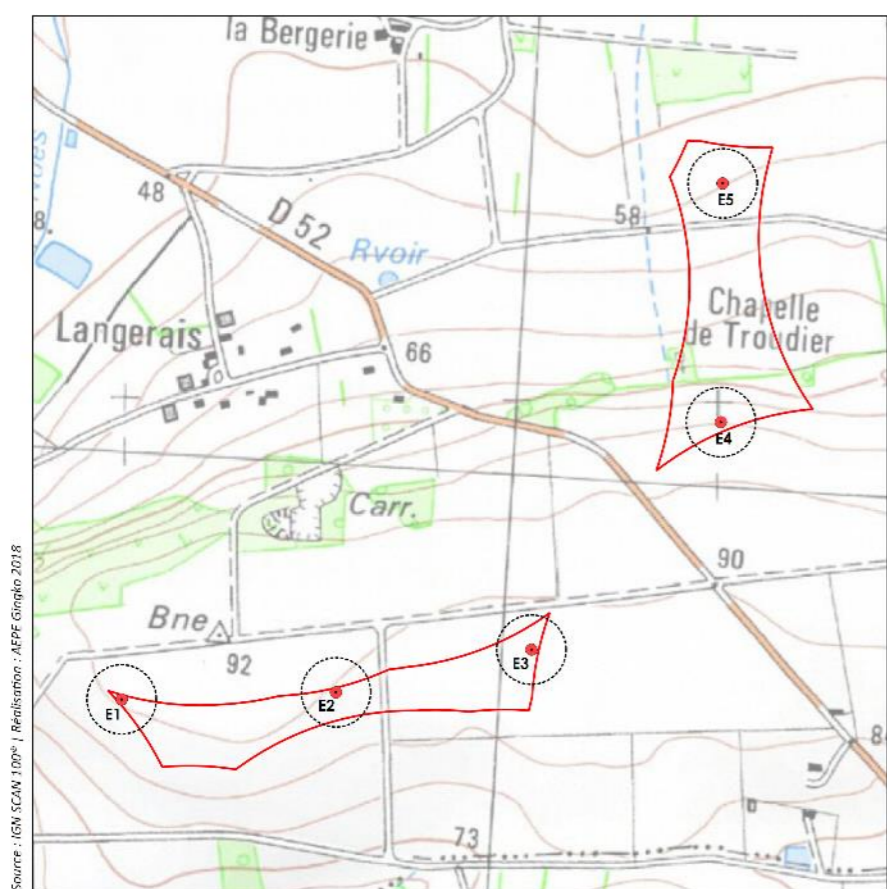 la Bergerie
48
D 52
58
E5
Rvoir
Chapelle
de Troudier
Langerais
66
E4
Carr.
90
Bne
92
E3
E2
E1
73
8.
Source : IGN SCAN 100® | Réalisation : AEPE Gingko 2018